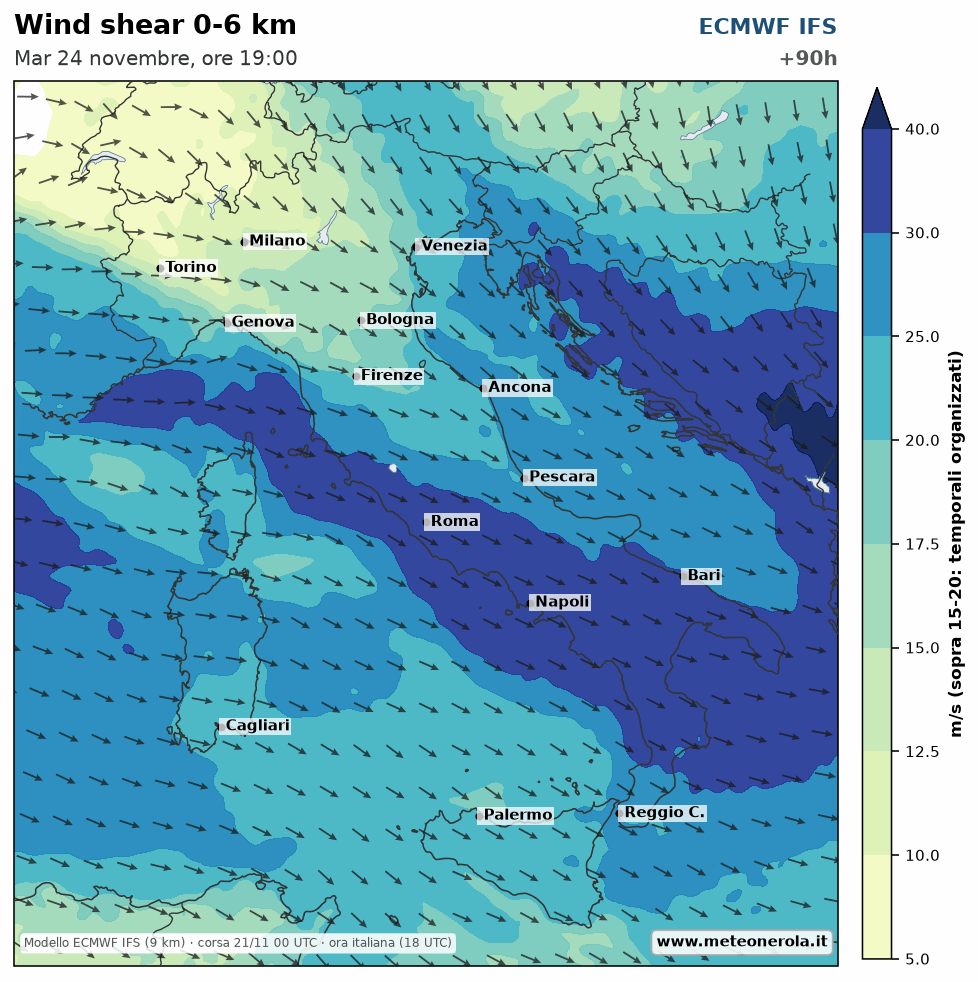 Wind shear 0-6 km
ECMWF IFS
Mar 24 novembre, ore 19:00
+90h
Milano
Venezia
Torino
Genova
Bologna
Firenze
Ancona
Pescara
Roma
Bari
Napoli
Cagliari
Palermo
Reggio C.
40.0
30.0
25.0
20.0
17.5
15.0
12.5
10.0
5.0
m/s (sopra 15-20: temporali organizzati)
Modello ECMWF IFS (9 km) · corsa 21/11 00 UTC · ora italiana (18 UTC)
www.meteonerola.it